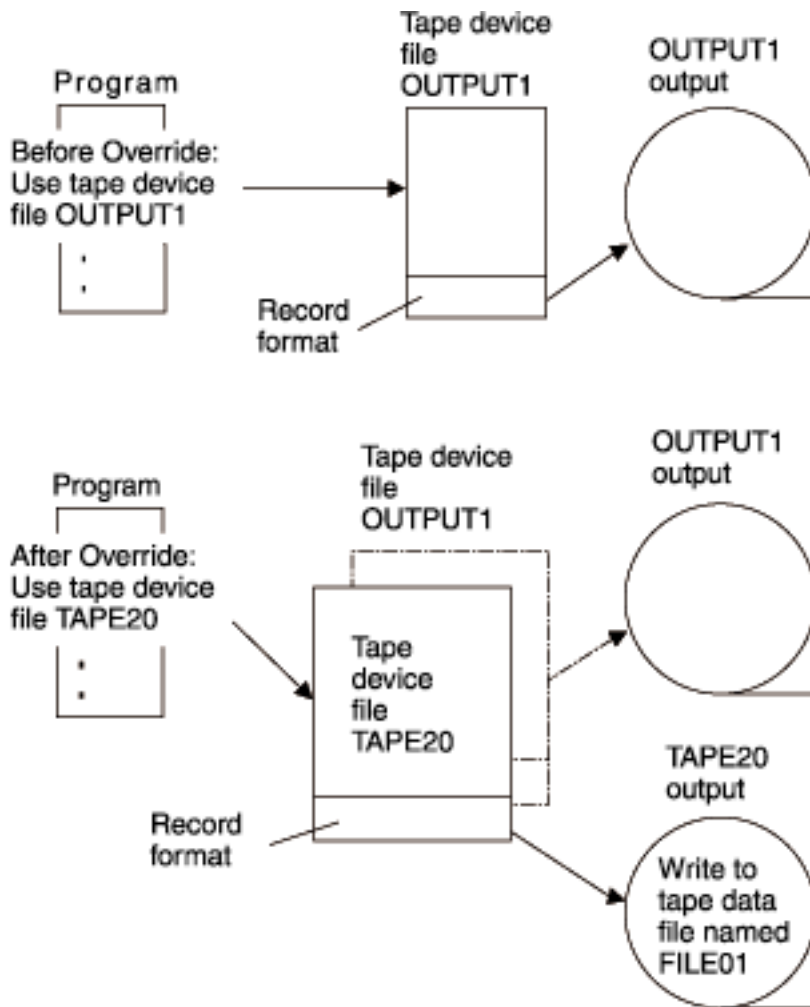 Tape device
file
OUTPUT1
OUTPUT1
output
Program
Before Override:
Use tape device
file OUTPUT1
:
Record
format
Tape device
file
OUTPUT1
OUTPUT1
output
Program
After Override:
Use tape device
file TAPE20
:
Tape
device
file
TAPE20
Record
format
TAPE20
output
Write to
tape data
file named
FILE01